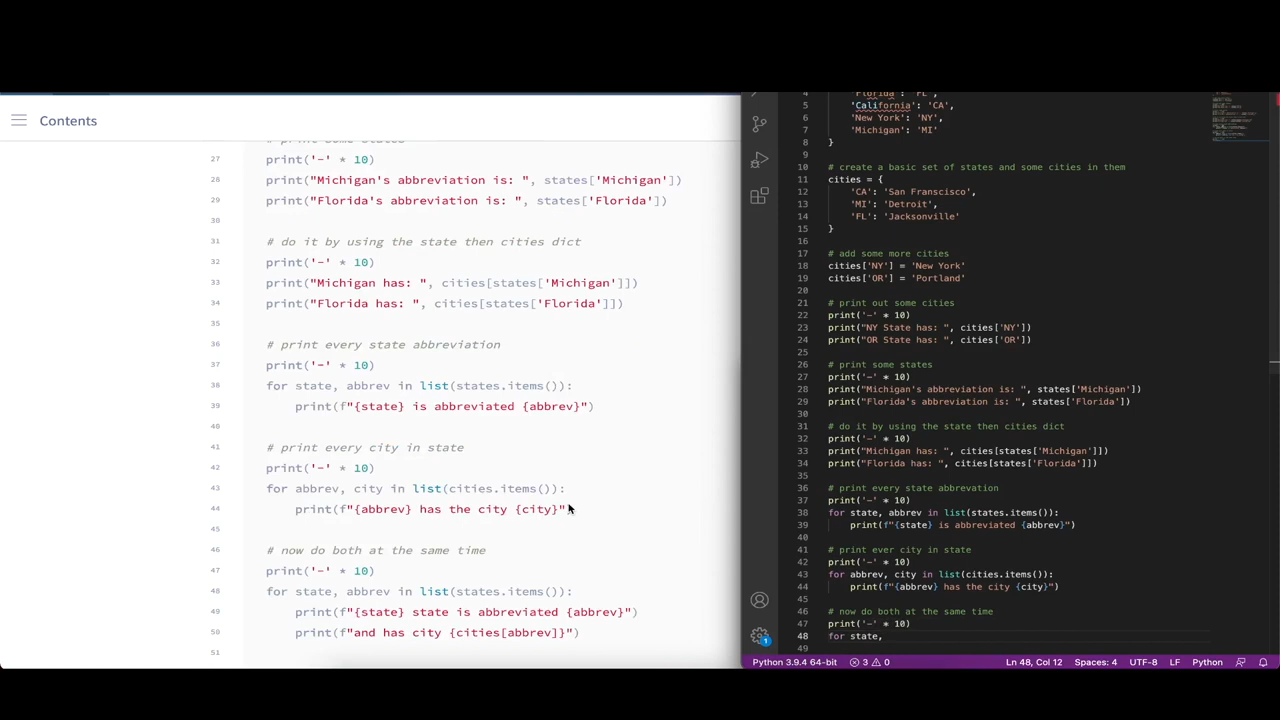 Contents
# print some states
27 print('-' * 10)
28 print("Michigan's abbreviation is: ", states['Michigan'])
29 print("Florida's abbreviation is: ", states['Florida'])
30
31 # do it by using the state then cities dict
32 print('-' * 10)
33 print("Michigan has: ", cities[states['Michigan']])
34 print("Florida has: ", cities[states['Florida']])
35
36 # print every state abbreviation
37 print('-' * 10)
38 for state, abbrev in list(states.items()):
39 print(f"{state} is abbreviated {abbrev}")
40
41 # print every city in state
42 print('-' * 10)
43 for abbrev, city in list(cities.items()):
44 print(f"{abbrev} has the city {city}"
45
46 # now do both at the same time
47 print('-' * 10)
48 for state, abbrev in list(states.items()):
49 print(f"{state} state is abbreviated {abbrev}")
50 print(f"and has city {cities[abbrev]}")
51
4 'Florida': 'FL',
5 'California': 'CA',
6 'New York': 'NY',
7 'Michigan': 'MI'
8 }
9
10 # create a basic set of states and some cities in them
11 cities = {
12 'CA': 'San Franscisco',
13 'MI': 'Detroit',
14 'FL': 'Jacksonville'
15 }
16
17 # add some more cities
18 cities['NY'] = 'New York'
19 cities['OR'] = 'Portland'
20
21 # print out some cities
22 print('-' * 10)
23 print("NY State has: ", cities['NY'])
24 print("OR State has: ", cities['OR'])
25
26 # print some states
27 print('-' * 10)
28 print("Michigan's abbreviation is: ", states['Michigan'])
29 print("Florida's abbreviation is: ", states['Florida'])
30
31 # do it by using the state then cities dict
32 print('-' * 10)
33 print("Michigan has: ", cities[states['Michigan']])
34 print("Florida has: ", cities[states['Florida']])
35
36 # print every state abbrevation
37 print('-' * 10)
38 for state, abbrev in list(states.items()):
39 print(f"{state} is abbreviated {abbrev}")
40
41 # print ever city in state
42 print('-' * 10)
43 for abbrev, city in list(cities.items()):
44 print(f"{abbrev} has the city {city}")
45
46 # now do both at the same time
47 print('-' * 10)
48 for state,
49
1
Python 3.9.4 64-bit 3 0 Ln 48, Col 12 Spaces: 4 UTF-8 LF Python